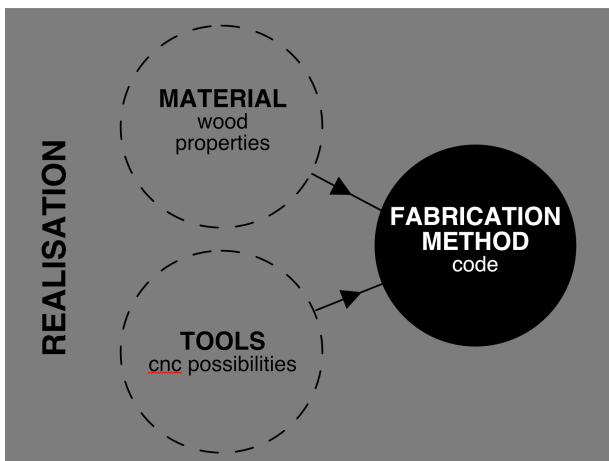 REALISATION
MATERIAL
wood
properties
FABRICATION
METHOD
code
TOOLS
cnc possibilities